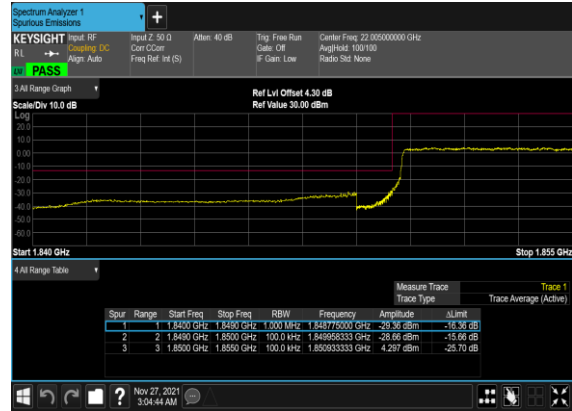 Spectrum Analyzer 1
Spurious Emissions
KEYSIGHT Input: RF Input Z: 50 Ω Atten: 40 dB Trig: Free Run Center Freq: 22.005000000 GHz
RL Coupling: DC Corr CCorr Gate: Off Avg|Hold: 100/100
Align: Auto Freq Ref: Int (S) IF Gain: Low Radio Std: None
PASS
3 All Range Graph
Ref Lvl Offset 4.30 dB
Scale/Div 10.0 dB Ref Value 30.00 dBm
Log
20.0
10.0
0.00
-10.0
-20.0
-30.0
-40.0
-50.0
-60.0
Start 1.840 GHz Stop 1.855 GHz
4 All Range Table
Measure Trace Trace 1
Trace Type Trace Average (Active)
Spur Range Start Freq Stop Freq RBW Frequency Amplitude ΔLimit
1 1 1.8400 GHz 1.8490 GHz 1.000 MHz 1.848775000 GHz -29.36 dBm -16.36 dB
2 2 1.8490 GHz 1.8500 GHz 100.0 kHz 1.849958333 GHz -28.66 dBm -15.66 dB
3 3 1.8500 GHz 1.8550 GHz 100.0 kHz 1.850933333 GHz 4.297 dBm -25.70 dB
Nov 27, 2021
3:04:44 AM